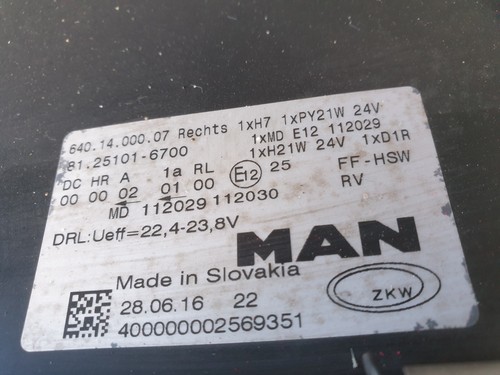 640.14.000.07 Rechts 1xH7 1xPY21W 24V
81.25101-6700 1xMD E12 112029
1xH21W 24V 1xD1R
DC HR A 1a RL E12 25 FF-HSW
00 00 02 01 00 RV
MD 112029 112030
DRL:Ueff=22,4-23,8V
MAN
Made in Slovakia
28.06.16 22 ZKW
400000002569351